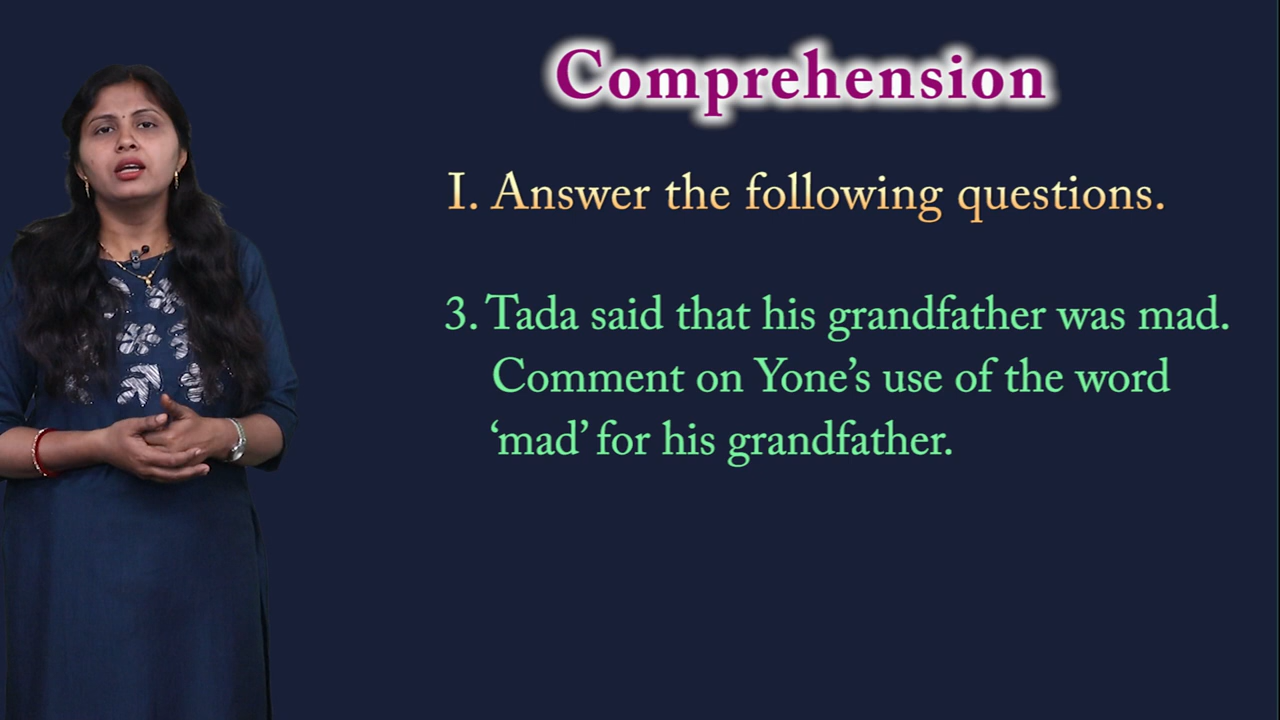 Comprehension
I. Answer the following questions.
3. Tada said that his grandfather was mad.
Comment on Yone’s use of the word
‘mad’ for his grandfather.